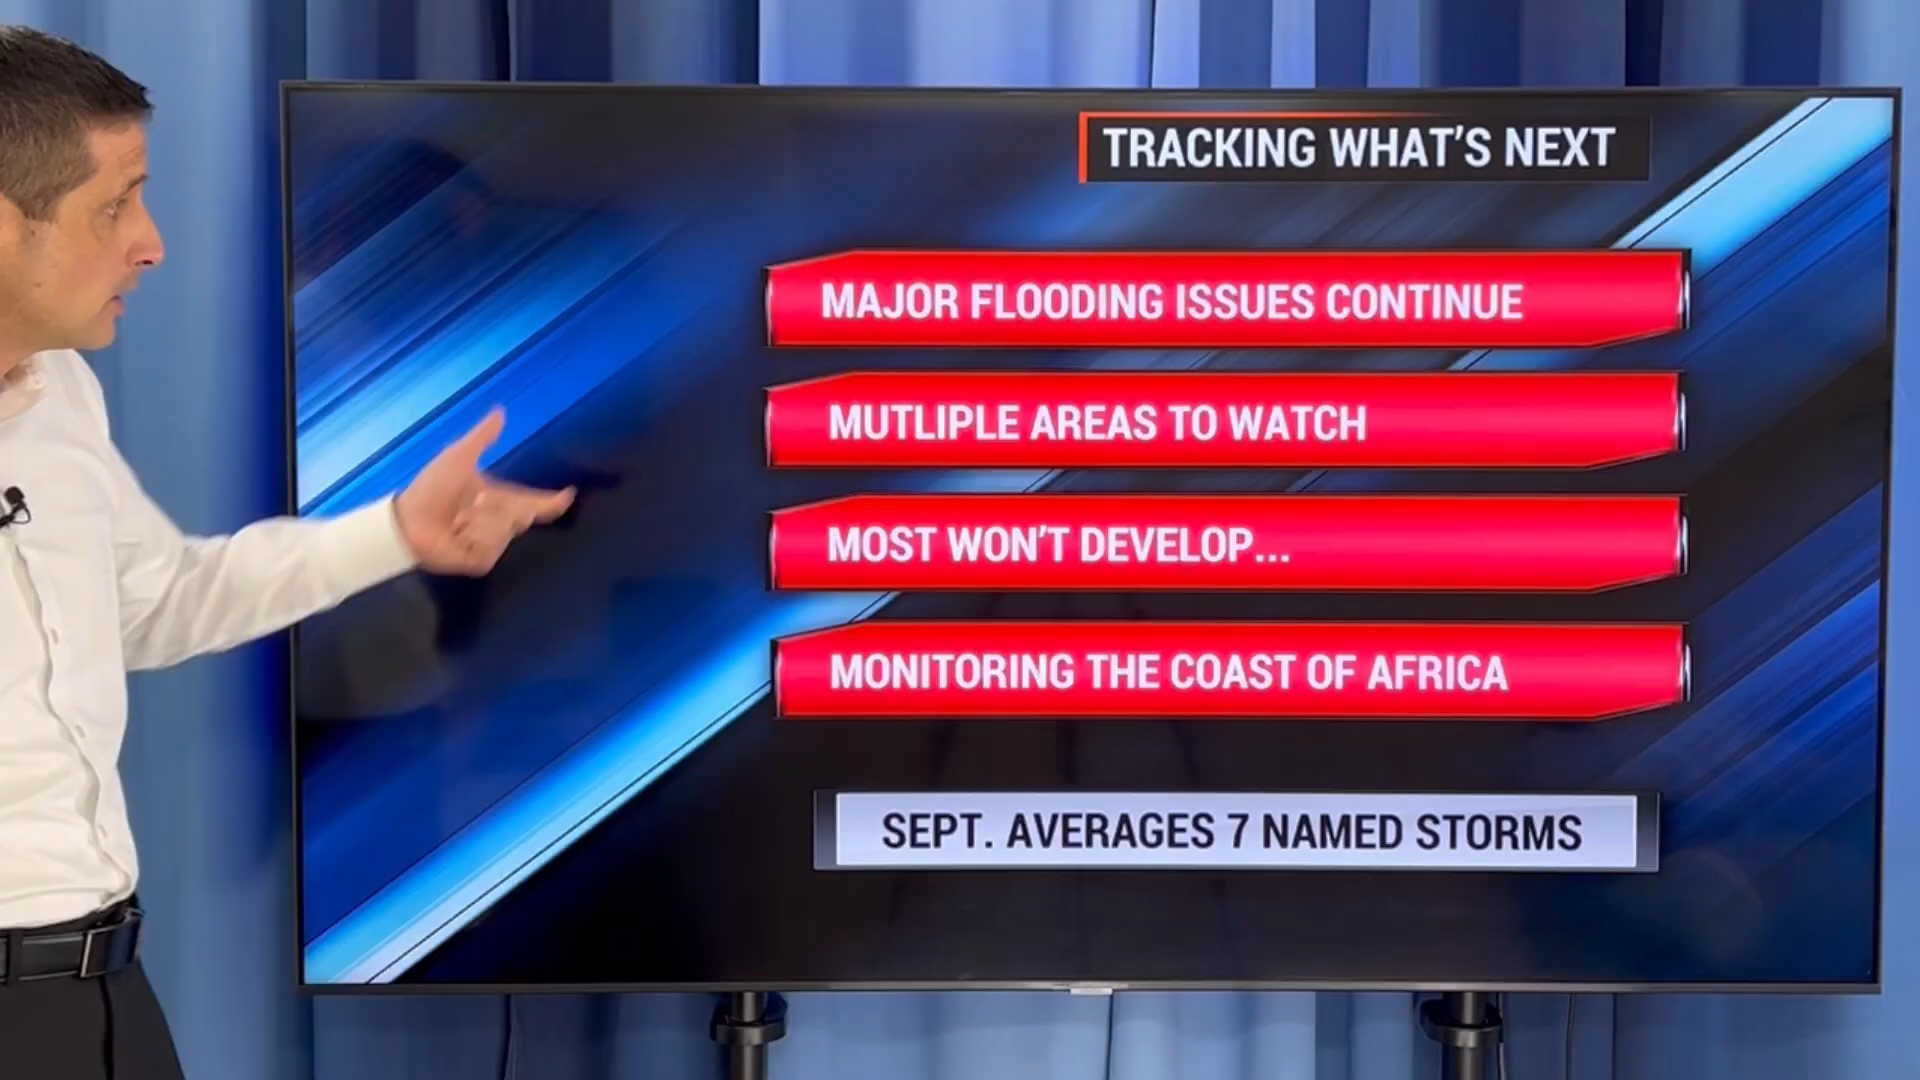 TRACKING WHAT'S NEXT
MAJOR FLOODING ISSUES CONTINUE
MUTLIPLE AREAS TO WATCH
MOST WON'T DEVELOP...
MONITORING THE COAST OF AFRICA
SEPT. AVERAGES 7 NAMED STORMS